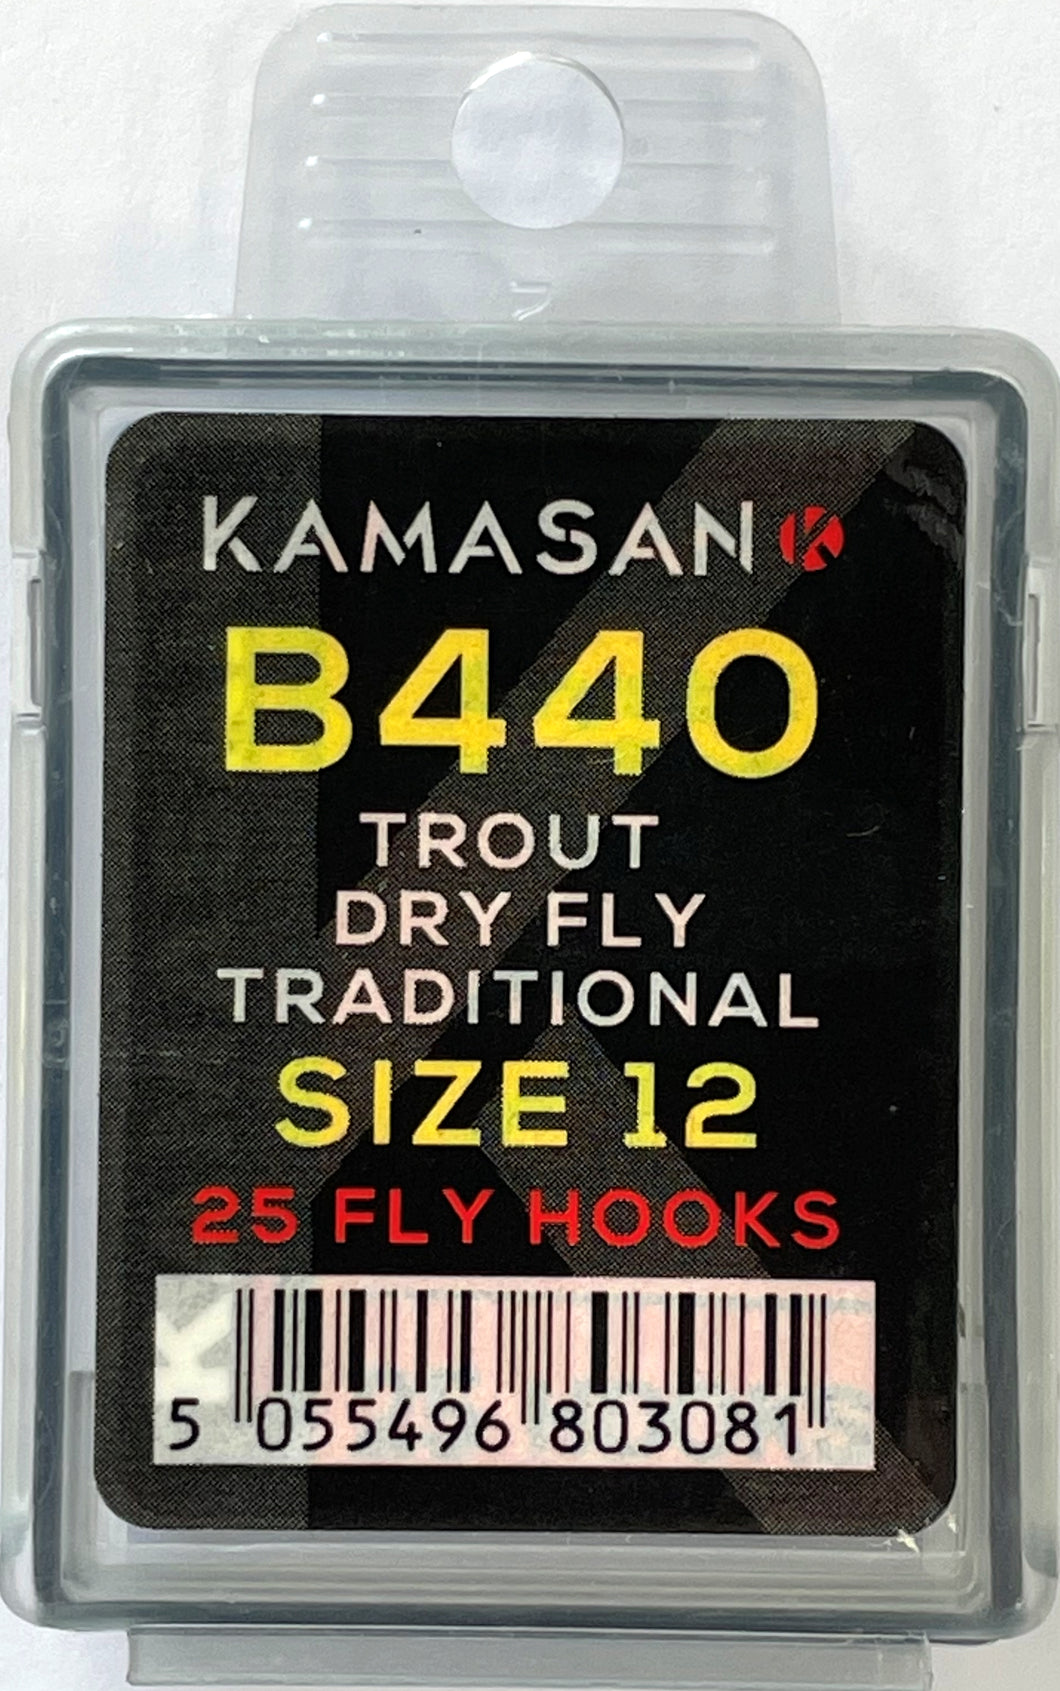 KAMASAN K
B440
TROUT
DRY FLY
TRADITIONAL
SIZE 12
25 FLY HOOKS
K
5 055496 803081